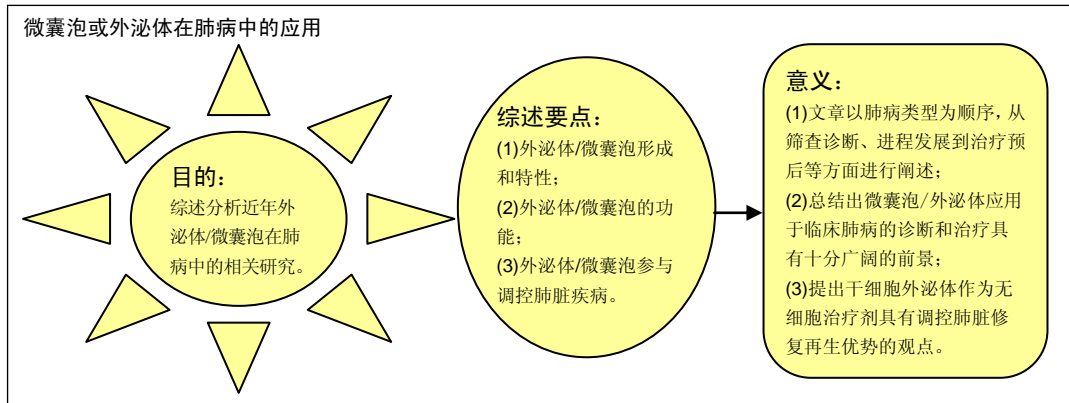 微囊泡或外泌体在肺病中的应用
目的：
综述分析近年外
泌体/微囊泡在肺
病中的相关研究。
综述要点：
(1)外泌体/微囊泡形成
和特性；
(2)外泌体/微囊泡的功
能；
(3)外泌体/微囊泡参与
调控肺脏疾病。
意义：
(1)文章以肺病类型为顺序，从
筛查诊断、进程发展到治疗预
后等方面进行阐述；
(2)总结出微囊泡/外泌体应用
于临床肺病的诊断和治疗具
有十分广阔的前景；
(3)提出干细胞外泌体作为无
细胞治疗剂具有调控肺脏修
复再生优势的观点。